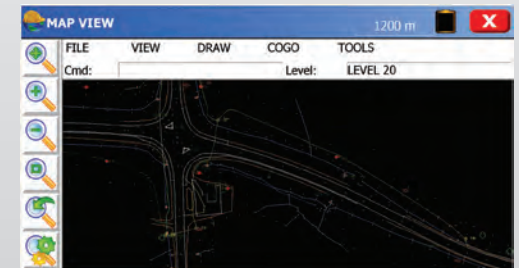 MAP VIEW 1200 m X
FILE VIEW DRAW COGO TOOLS
Cmd: Level: LEVEL 20